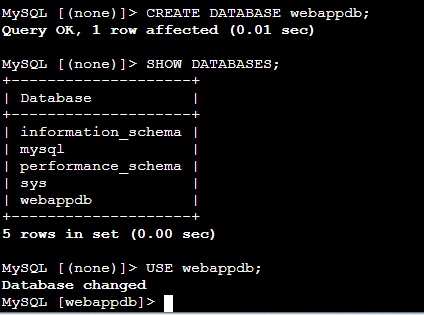 MySQL [(none)]> CREATE DATABASE webappdb;
Query OK, 1 row affected (0.01 sec)
MySQL [(none)]> SHOW DATABASES;
+--------------------+
| Database           |
+--------------------+
| information_schema |
| mysql              |
| performance_schema |
| sys                |
| webappdb           |
+--------------------+
5 rows in set (0.00 sec)
MySQL [(none)]> USE webappdb;
Database changed
MySQL [webappdb]>